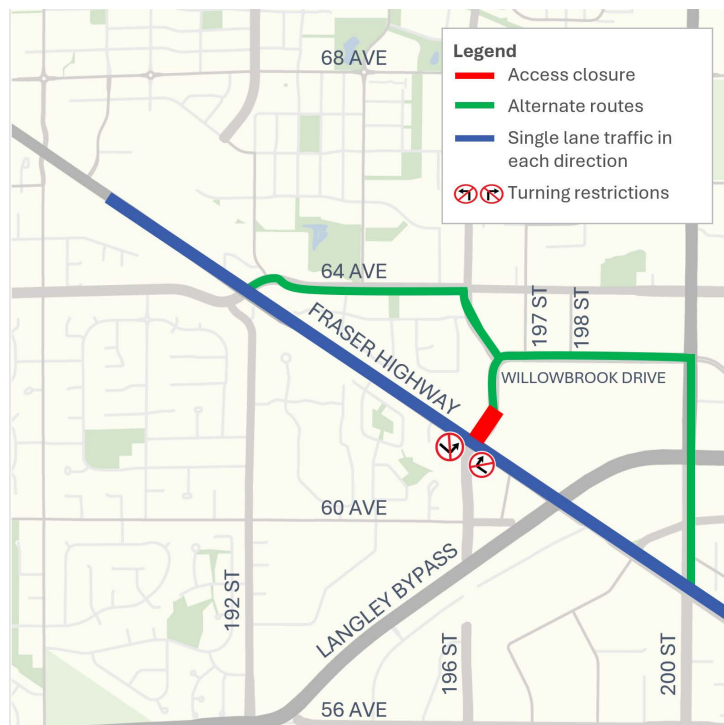 68 AVE
Legend
Access closure
Alternate routes
Single lane traffic in
each direction
Turning restrictions
64 AVE
197 ST
198 ST
FRASER HIGHWAY
WILLOWBROOK DRIVE
60 AVE
LANGLEY BYPASS
192 ST
196 ST
200 ST
56 AVE